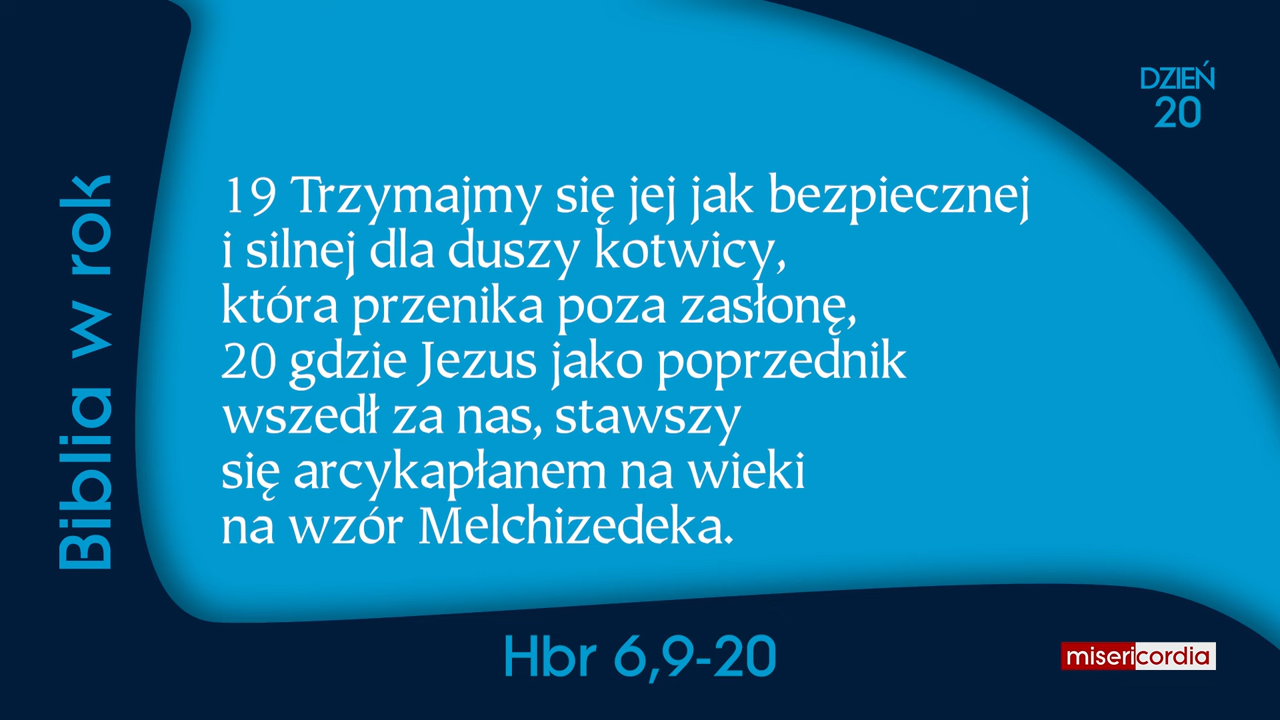 DZIEŃ
20
Biblia w rok
19 Trzymajmy się jej jak bezpiecznej
i silnej dla duszy kotwicy,
która przenika poza zasłonę,
20 gdzie Jezus jako poprzednik
wszedł za nas, stawszy
się arcykapłanem na wieki
na wzór Melchizedeka.
Hbr 6,9-20
misericordia